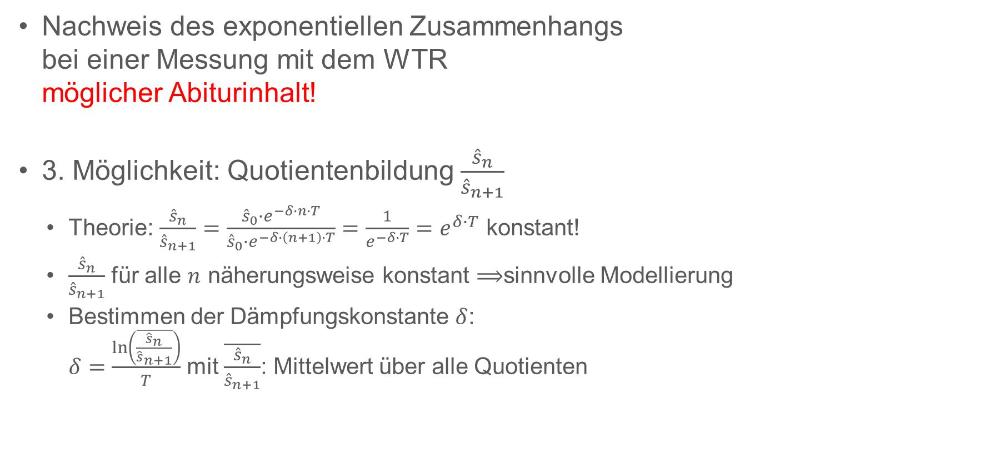 • Nachweis des exponentiellen Zusammenhangs
bei einer Messung mit dem WTR
möglicher Abiturinhalt!
• 3. Möglichkeit: Quotientenbildung $\frac{\hat{s}_n}{\hat{s}_{n+1}}$
• Theorie: $\frac{\hat{s}_n}{\hat{s}_{n+1}} = \frac{\hat{s}_0 \cdot e^{-\delta \cdot n \cdot T}}{\hat{s}_0 \cdot e^{-\delta \cdot (n+1) \cdot T}} = \frac{1}{e^{-\delta \cdot T}} = e^{\delta \cdot T}$ konstant!
• $\frac{\hat{s}_n}{\hat{s}_{n+1}}$ für alle $n$ näherungsweise konstant $\Longrightarrow$sinnvolle Modellierung
• Bestimmen der Dämpfungskonstante $\delta$:
$\delta = \frac{\ln\left(\overline{\frac{\hat{s}_n}{\hat{s}_{n+1}}}\right)}{T}$ mit $\overline{\frac{\hat{s}_n}{\hat{s}_{n+1}}}$: Mittelwert über alle Quotienten